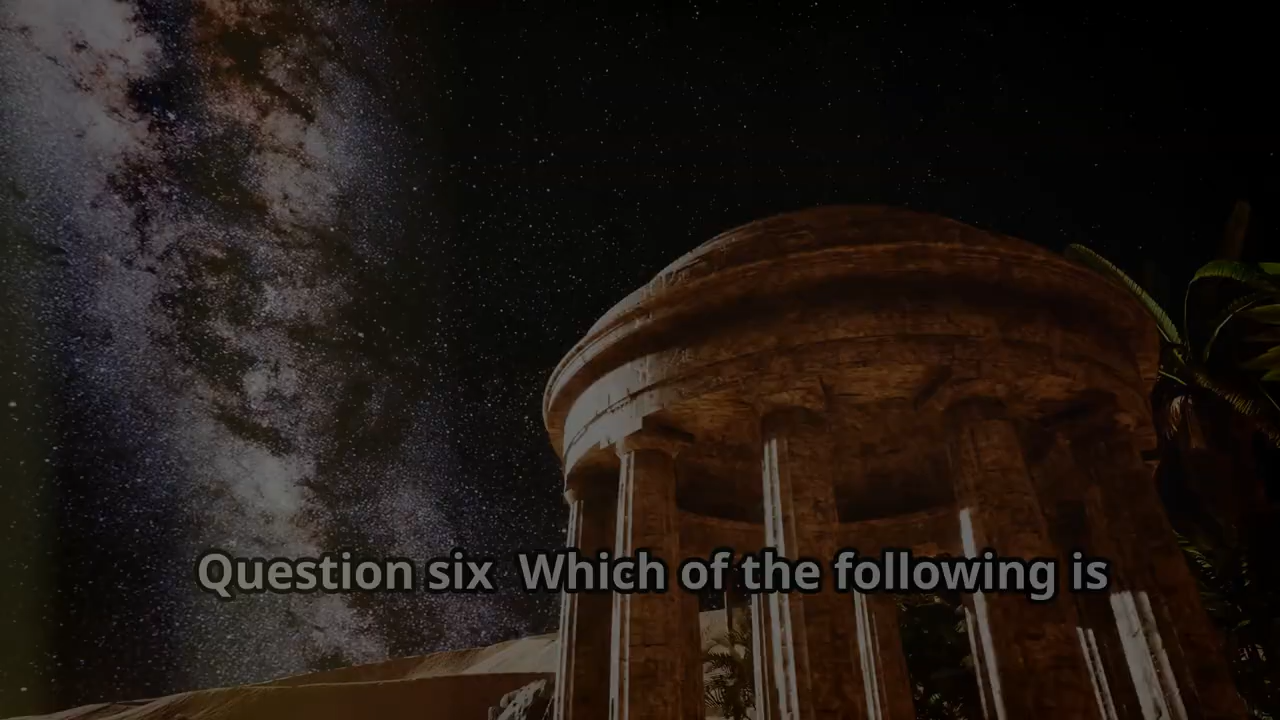 Question six  Which of the following is